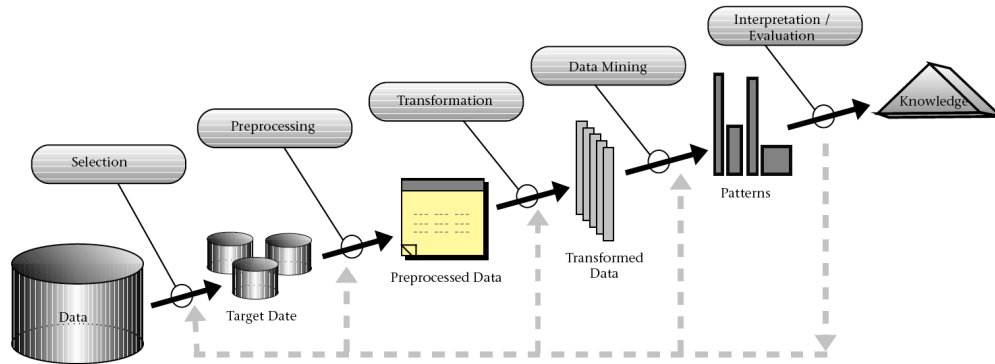 Interpretation /
Evaluation
Data Mining
Transformation
Preprocessing
Selection
Data
Target Date
Preprocessed Data
Transformed
Data
Patterns
Knowledge